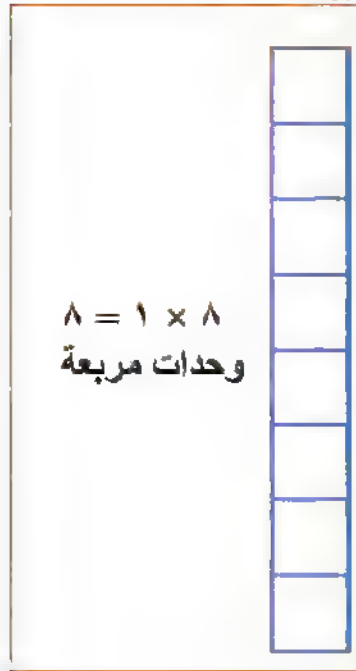 ٨ × ١ = ٨
وحدات مربعة